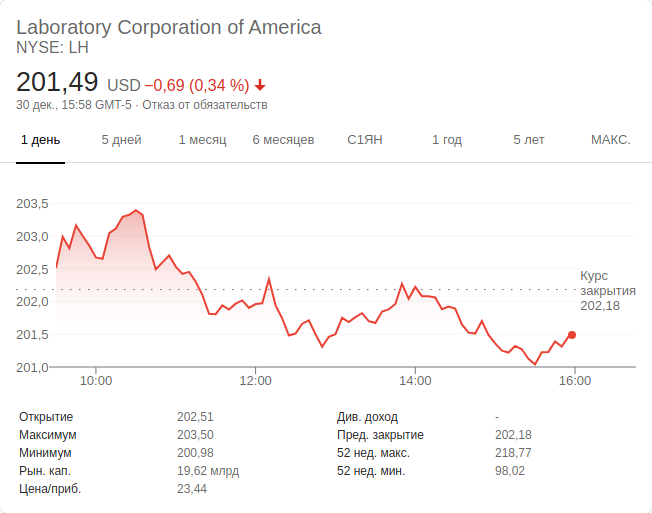 Laboratory Corporation of America
NYSE: LH
201,49 USD −0,69 (0,34 %)
30 дек., 15:58 GMT-5 · Отказ от обязательств
1 день 5 дней 1 месяц 6 месяцев С1ЯН 1 год 5 лет МАКС.
203,5
203,0
202,5
202,0
201,5
201,0
Курс
закрытия
202,18
10:00 12:00 14:00 16:00
Открытие 202,51 Див. доход -
Максимум 203,50 Пред. закрытие 202,18
Минимум 200,98 52 нед. макс. 218,77
Рын. кап. 19,62 млрд 52 нед. мин. 98,02
Цена/приб. 23,44